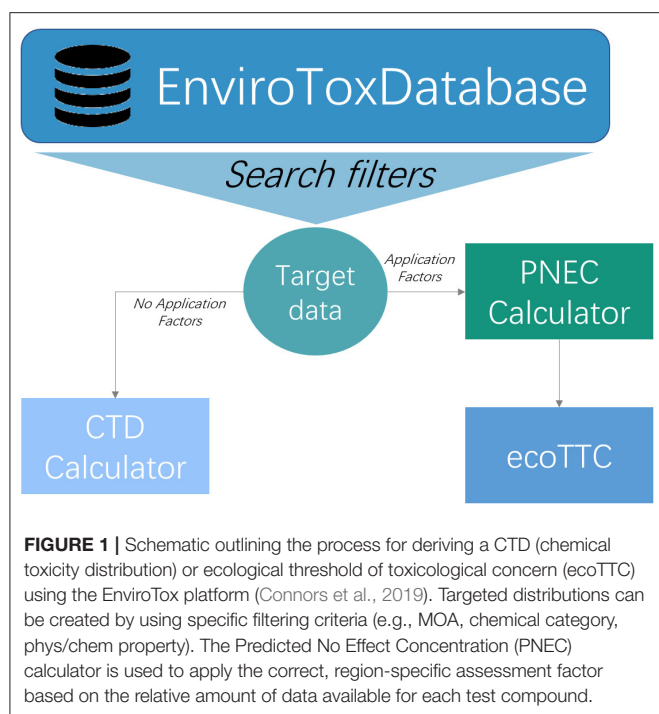 EnviroToxDatabase
Search filters
Target
data
Application
Factors
No Application
Factors
PNEC
Calculator
CTD
Calculator
ecoTTC
FIGURE 1 | Schematic outlining the process for deriving a CTD (chemical
toxicity distribution) or ecological threshold of toxicological concern (ecoTTC)
using the EnviroTox platform (Connors et al., 2019). Targeted distributions can
be created by using specific filtering criteria (e.g., MOA, chemical category,
phys/chem property). The Predicted No Effect Concentration (PNEC)
calculator is used to apply the correct, region-specific assessment factor
based on the relative amount of data available for each test compound.